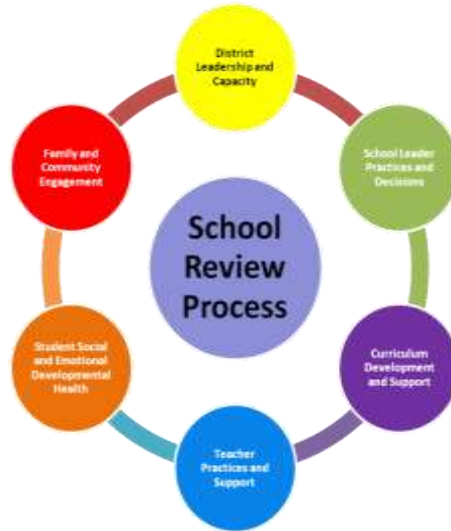 District
Leadership and
Capacity
School Leader
Practices and
Decisions
Curriculum
Development
and Support
Teacher
Practices and
Support
Student Social
and Emotional
Developmental
Health
Family and
Community
Engagement
School
Review
Process